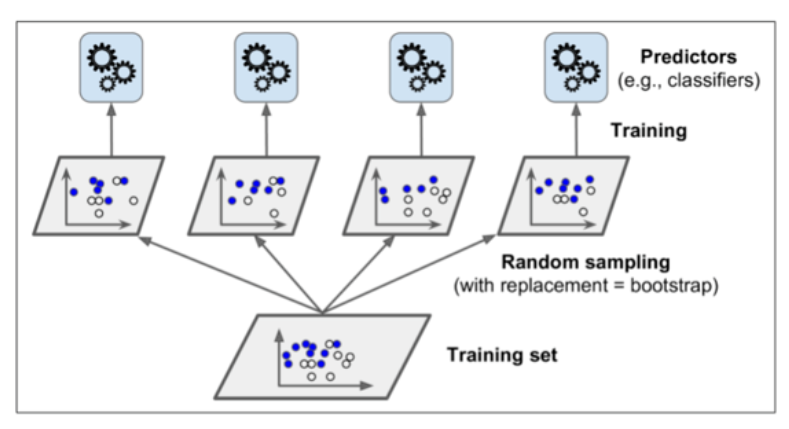 Predictors
(e.g., classifiers)
Training
Random sampling
(with replacement = bootstrap)
Training set